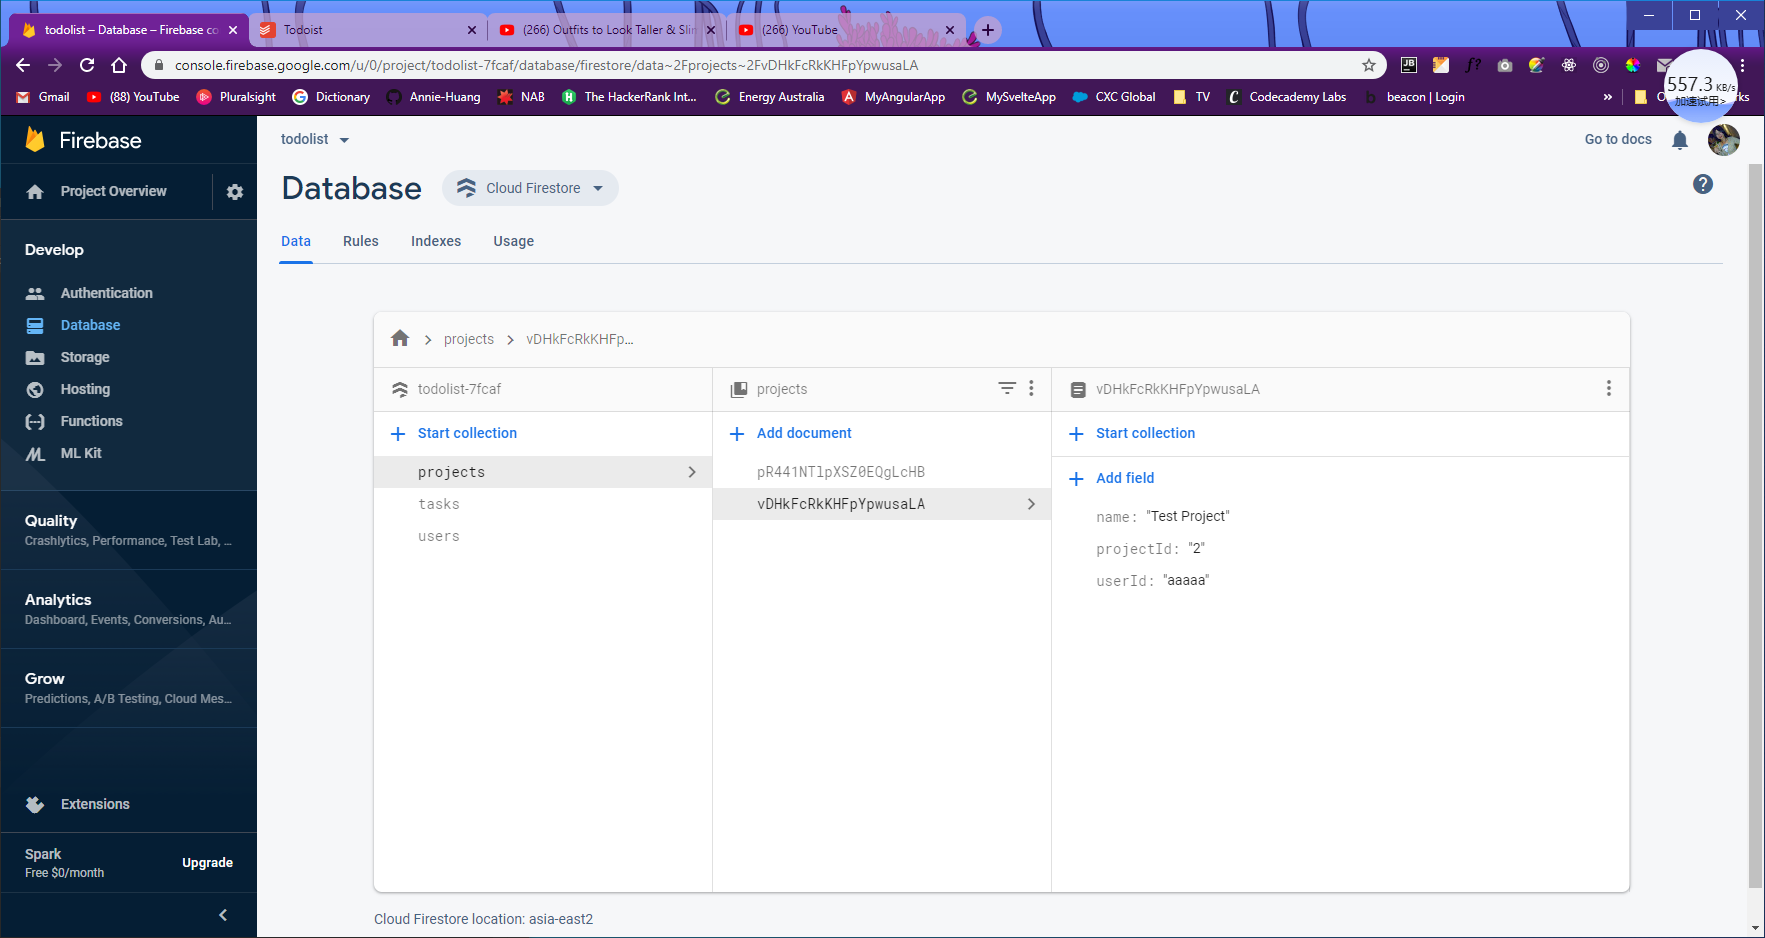 todolist – Database – Firebase co
Todoist
(266) Outfits to Look Taller & Slin
(266) YouTube
console.firebase.google.com/u/0/project/todolist-7fcaf/database/firestore/data~2Fprojects~2FvDHkFcRkKHFpYpwusaLA
JB
f?
557.3 KB/s
加速试用>
Gmail
(88) YouTube
Pluralsight
Dictionary
Annie-Huang
NAB
The HackerRank Int...
Energy Australia
MyAngularApp
MySvelteApp
CXC Global
TV
Codecademy Labs
beacon | Login
»
Firebase
todolist
Go to docs
Project Overview
Database
Cloud Firestore
Data
Rules
Indexes
Usage
Develop
Authentication
Database
Storage
Hosting
Functions
ML Kit
Quality
Crashlytics, Performance, Test Lab, ...
Analytics
Dashboard, Events, Conversions, Au...
Grow
Predictions, A/B Testing, Cloud Mes...
Extensions
Spark
Free $0/month
Upgrade
projects
vDHkFcRkKHFp...
todolist-7fcaf
projects
vDHkFcRkKHFpYpwusaLA
Start collection
Add document
Start collection
projects
tasks
users
pR441NTlpXSZ0EQgLcHB
vDHkFcRkKHFpYpwusaLA
Add field
name: "Test Project"
projectId: "2"
userId: "aaaaa"
Cloud Firestore location: asia-east2